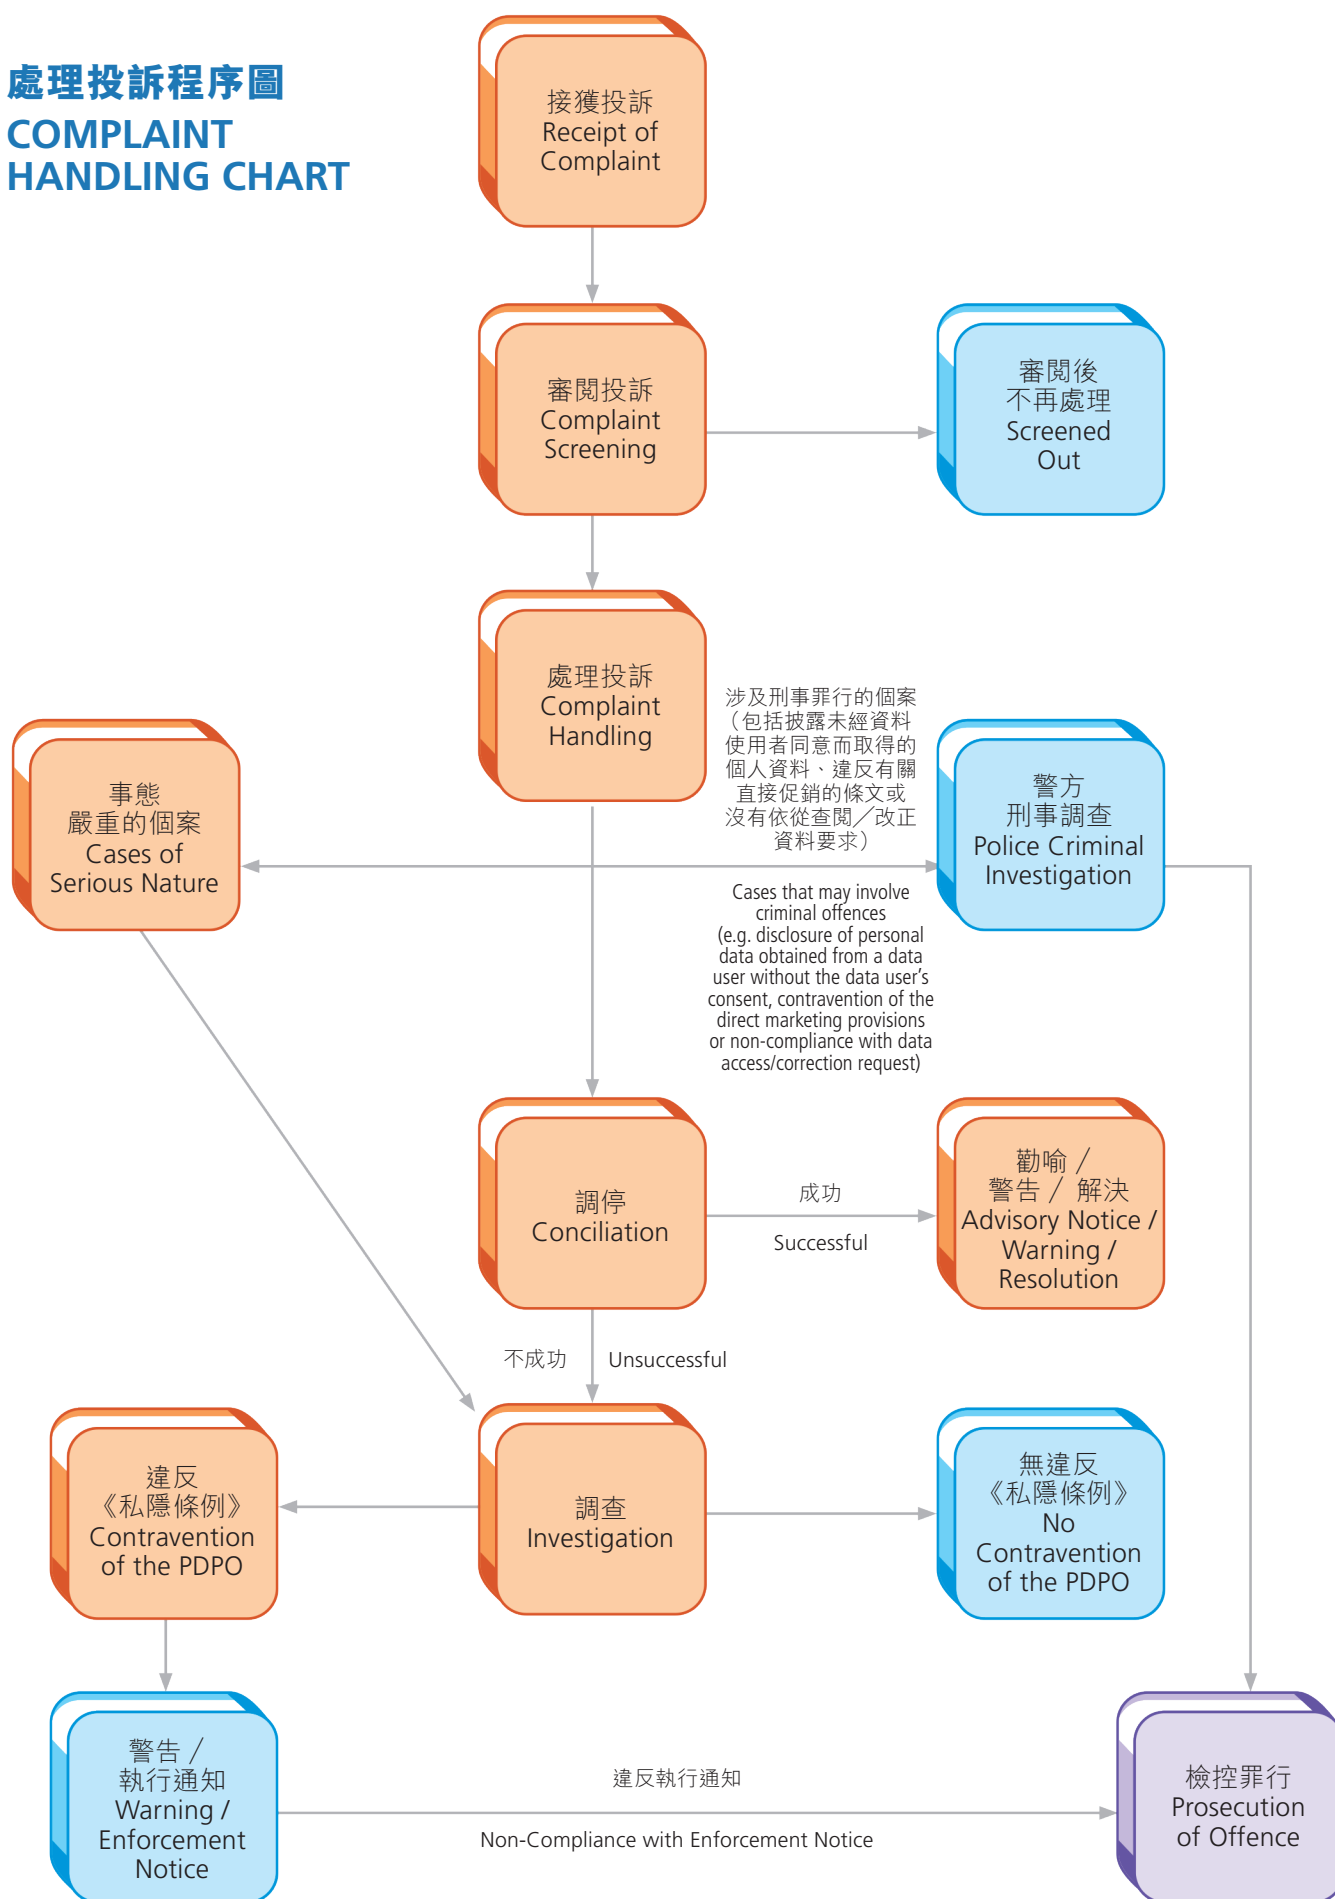 處理投訴程序圖
COMPLAINT
HANDLING CHART
接獲投訴
Receipt of
Complaint
審閱投訴
Complaint
Screening
審閱後
不再處理
Screened
Out
處理投訴
Complaint
Handling
涉及刑事罪行的個案
（包括披露未經資料
使用者同意而取得的
個人資料、違反有關
直接促銷的條文或
沒有依從查閱／改正
資料要求）
事態
嚴重的個案
Cases of
Serious Nature
警方
刑事調查
Police Criminal
Investigation
Cases that may involve
criminal offences
(e.g. disclosure of personal
data obtained from a data
user without the data user’s
consent, contravention of the
direct marketing provisions
or non-compliance with data
access/correction request)
調停
Conciliation
成功
Successful
勸喻／
警告／ 解決
Advisory Notice /
Warning /
Resolution
不成功 Unsuccessful
違反
《私隱條例》
Contravention
of the PDPO
調查
Investigation
無違反
《私隱條例》
No
Contravention
of the PDPO
警告／
執行通知
Warning /
Enforcement
Notice
違反執行通知
Non-Compliance with Enforcement Notice
檢控罪行
Prosecution
of Offence